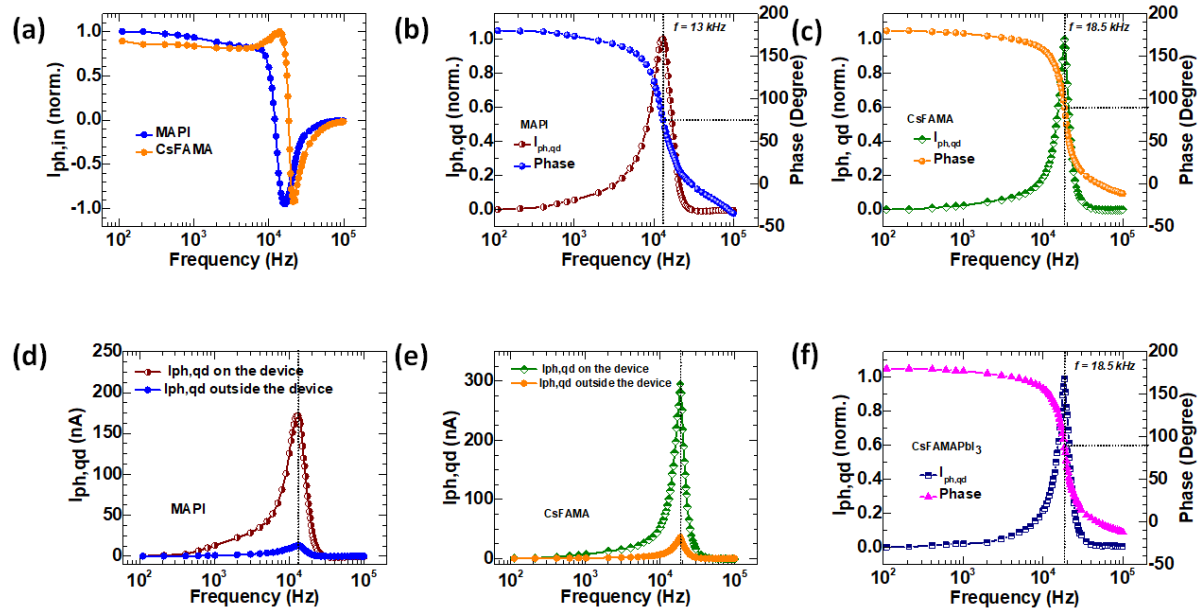 (a)
1.0
0.5
0.0
-0.5
-1.0
Iph,in (norm.)
MAPI
CsFAMA
10² 10³ 10⁴ 10⁵
Frequency (Hz)
(b)
f = 13 kHz
1.0
0.8
0.6
0.4
0.2
0.0
Iph,qd (norm.)
MAPI
Iph,qd
Phase
200
150
100
50
0
-50
Phase (Degree)
10² 10³ 10⁴ 10⁵
Frequency (Hz)
(c)
f = 18.5 kHz
1.0
0.8
0.6
0.4
0.2
0.0
Iph, qd (norm.)
CsFAMA
Iph,qd
Phase
200
150
100
50
0
-50
Phase (Degree)
10² 10³ 10⁴ 10⁵
Frequency (Hz)
(d)
250
200
150
100
50
0
Iph,qd (nA)
Iph,qd on the device
Iph,qd outside the device
MAPI
10² 10³ 10⁴ 10⁵
Frequency (Hz)
(e)
300
200
100
0
Iph,qd (nA)
Iph,qd on the device
Iph,qd outside the device
CsFAMA
10² 10³ 10⁴ 10⁵
Frequency (Hz)
(f)
f = 18.5 kHz
1.0
0.8
0.6
0.4
0.2
0.0
Iph,qd (norm.)
CsFAMAPbI₃
Iph,qd
Phase
200
150
100
50
0
-50
Phase (Degree)
10² 10³ 10⁴ 10⁵
Frequency (Hz)